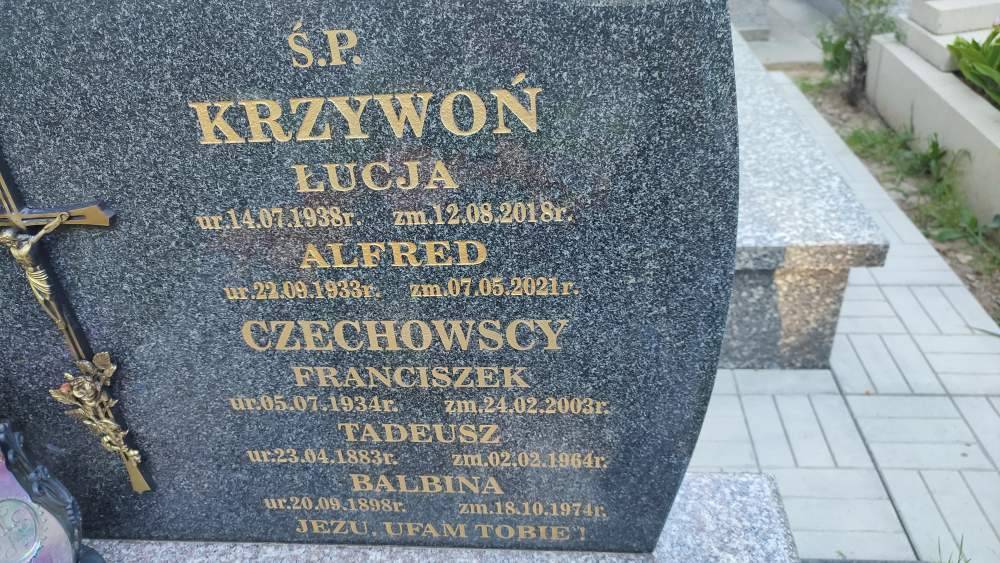 Ś.P.
KRZYWOŃ
ŁUCJA
ur.14.07.1938r. zm.12.08.2018r.
ALFRED
ur.22.09.1933r. zm.07.05.2021r.
CZECHOWSCY
FRANCISZEK
ur.05.07.1934r. zm.24.02.2003r.
TADEUSZ
ur.23.04.1883r. zm.02.02.1964r.
BALBINA
ur.20.09.1898r. zm.18.10.1974r.
JEZU, UFAM TOBIE !